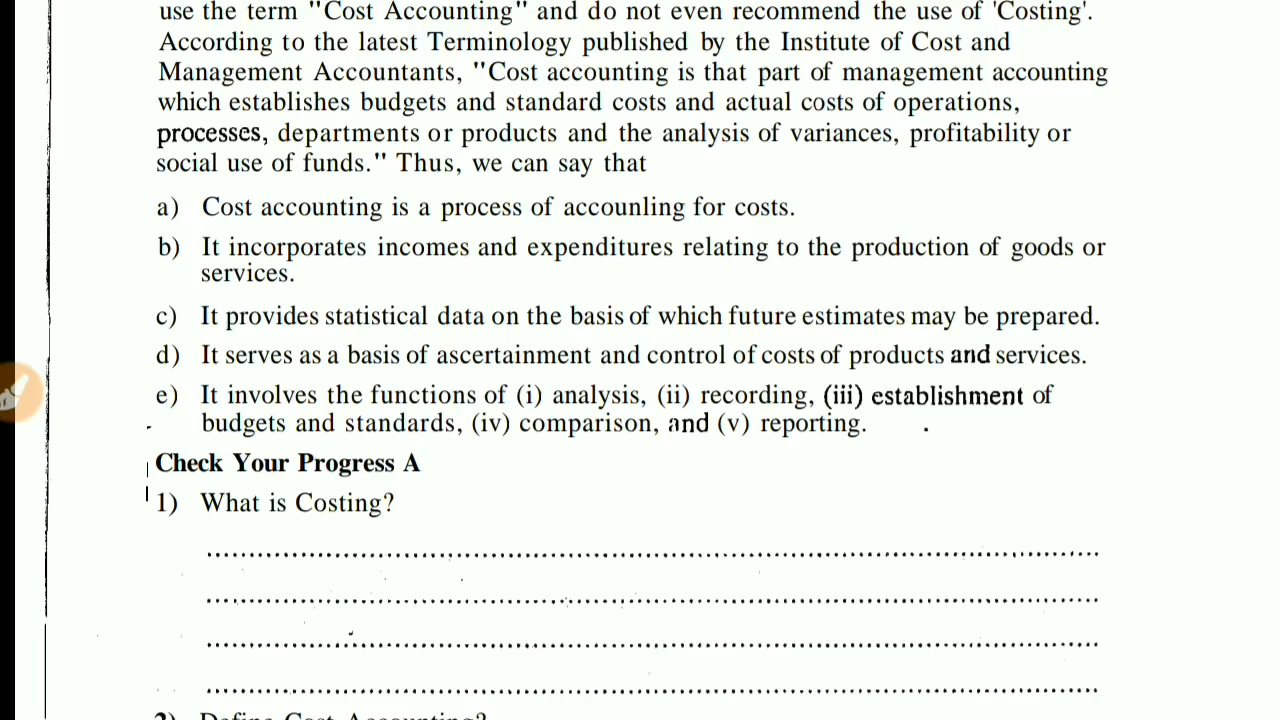 use the term "Cost Accounting" and do not even recommend the use of 'Costing'.
According to the latest Terminology published by the Institute of Cost and
Management Accountants, "Cost accounting is that part of management accounting
which establishes budgets and standard costs and actual costs of operations,
processes, departments or products and the analysis of variances, profitability or
social use of funds." Thus, we can say that
a) Cost accounting is a process of accounling for costs.
b) It incorporates incomes and expenditures relating to the production of goods or
services.
c) It provides statistical data on the basis of which future estimates may be prepared.
d) It serves as a basis of ascertainment and control of costs of products and services.
e) It involves the functions of (i) analysis, (ii) recording, (iii) establishment of
budgets and standards, (iv) comparison, and (v) reporting.
Check Your Progress A
1) What is Costing?
2) Define Cost Accounting?